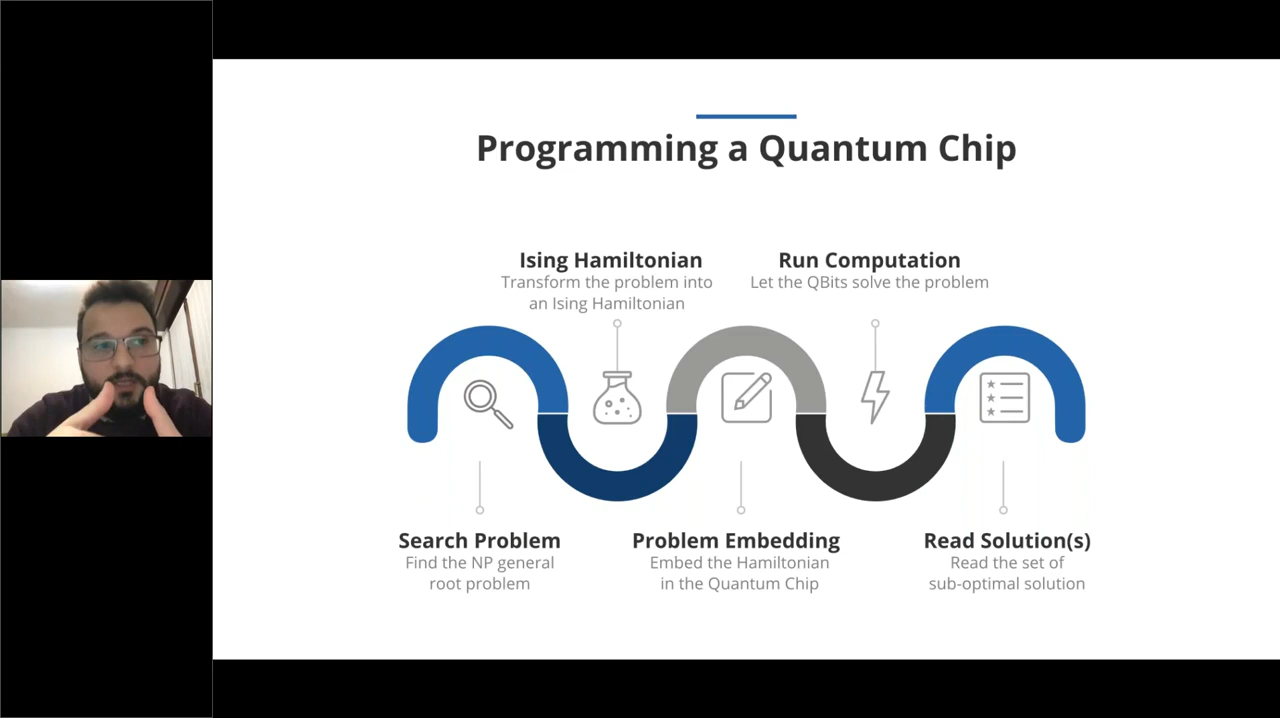 Programming a Quantum Chip
Ising Hamiltonian
Transform the problem into
an Ising Hamiltonian
Run Computation
Let the QBits solve the problem
Search Problem
Find the NP general
root problem
Problem Embedding
Embed the Hamiltonian
in the Quantum Chip
Read Solution(s)
Read the set of
sub-optimal solution